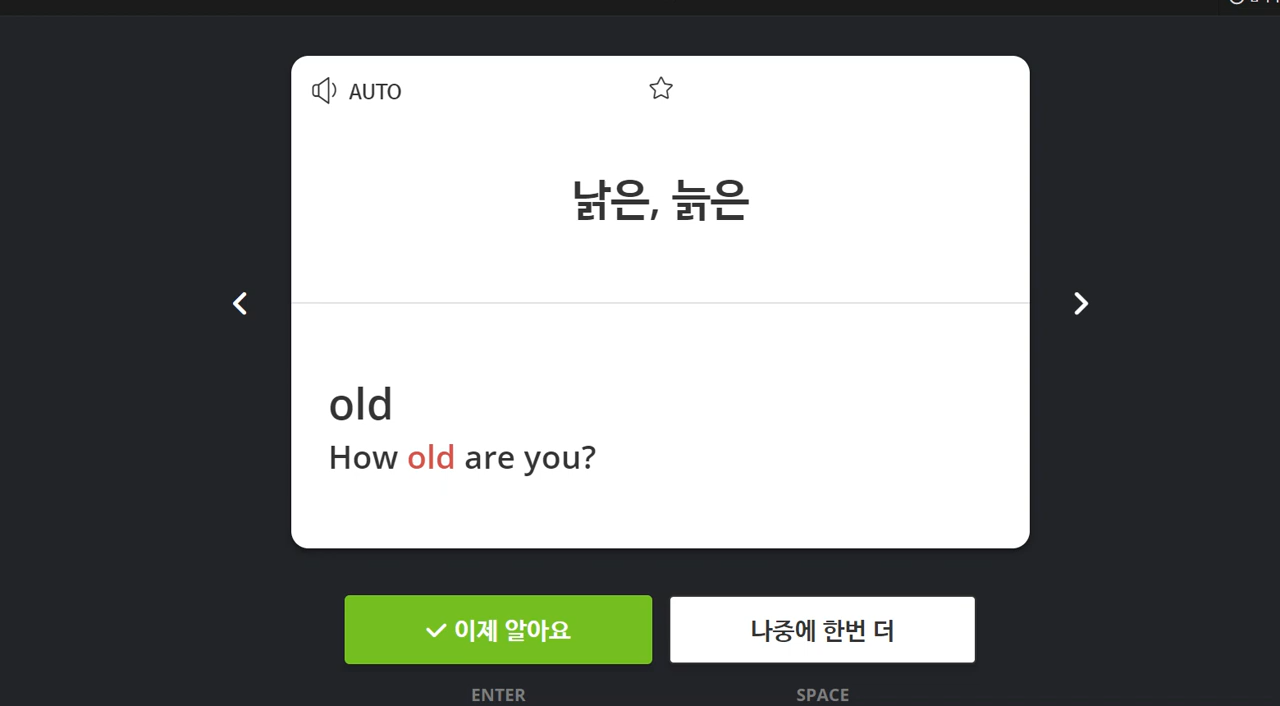 AUTO
낡은, 늙은
old
How old are you?
이제 알아요
나중에 한번 더
ENTER
SPACE